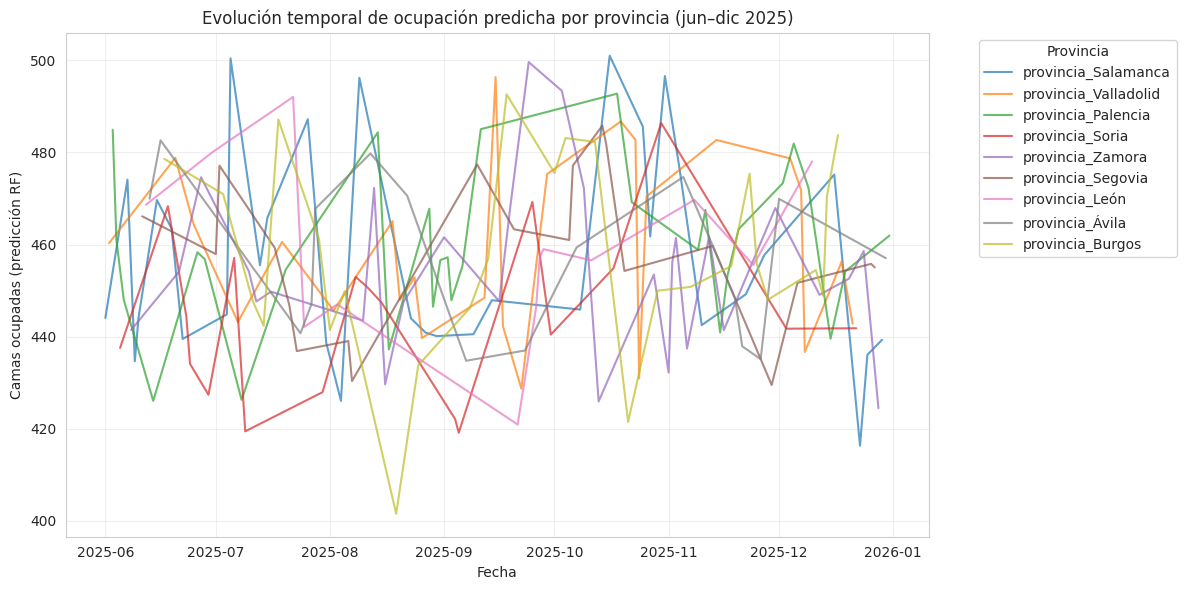 Evolución temporal de ocupación predicha por provincia (jun–dic 2025)
Camas ocupadas (predicción RF)
500
480
460
440
420
400
2025-06
2025-07
2025-08
2025-09
2025-10
2025-11
2025-12
2026-01
Fecha
Provincia
provincia_Salamanca
provincia_Valladolid
provincia_Palencia
provincia_Soria
provincia_Zamora
provincia_Segovia
provincia_León
provincia_Ávila
provincia_Burgos